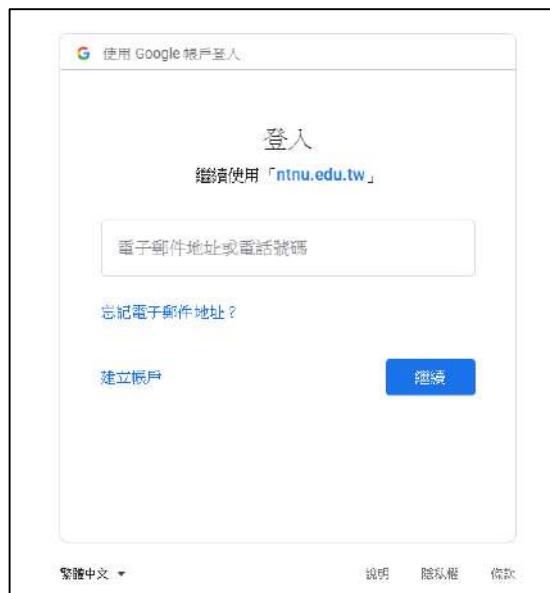 使用 Google 帳戶登入
登入
繼續使用「ntnu.edu.tw」
電子郵件地址或電話號碼
忘記電子郵件地址？
建立帳戶
繼續
繁體中文
說明 隱私權 條款